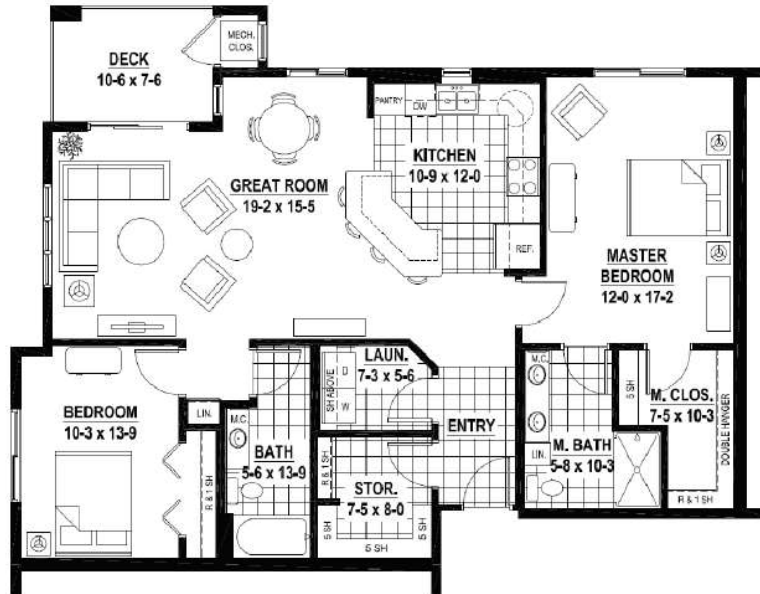 MECH.
CLOS.
DECK
10-6 x 7-6
PANTRY
DW
KITCHEN
10-9 x 12-0
GREAT ROOM
19-2 x 15-5
REF.
MASTER
BEDROOM
12-0 x 17-2
LAUN.
7-3 x 5-6
SH ABOVE
D
W
M.C.
5 SH
M. CLOS.
7-5 x 10-3
DOUBLE HANGER
BEDROOM
10-3 x 13-9
LIN.
M.C.
BATH
5-6 x 13-9
ENTRY
M. BATH
5-8 x 10-3
LIN.
R & 1 SH
R & 1 SH
STOR.
7-5 x 8-0
5 SH
5 SH
5 SH
R & 1 SH